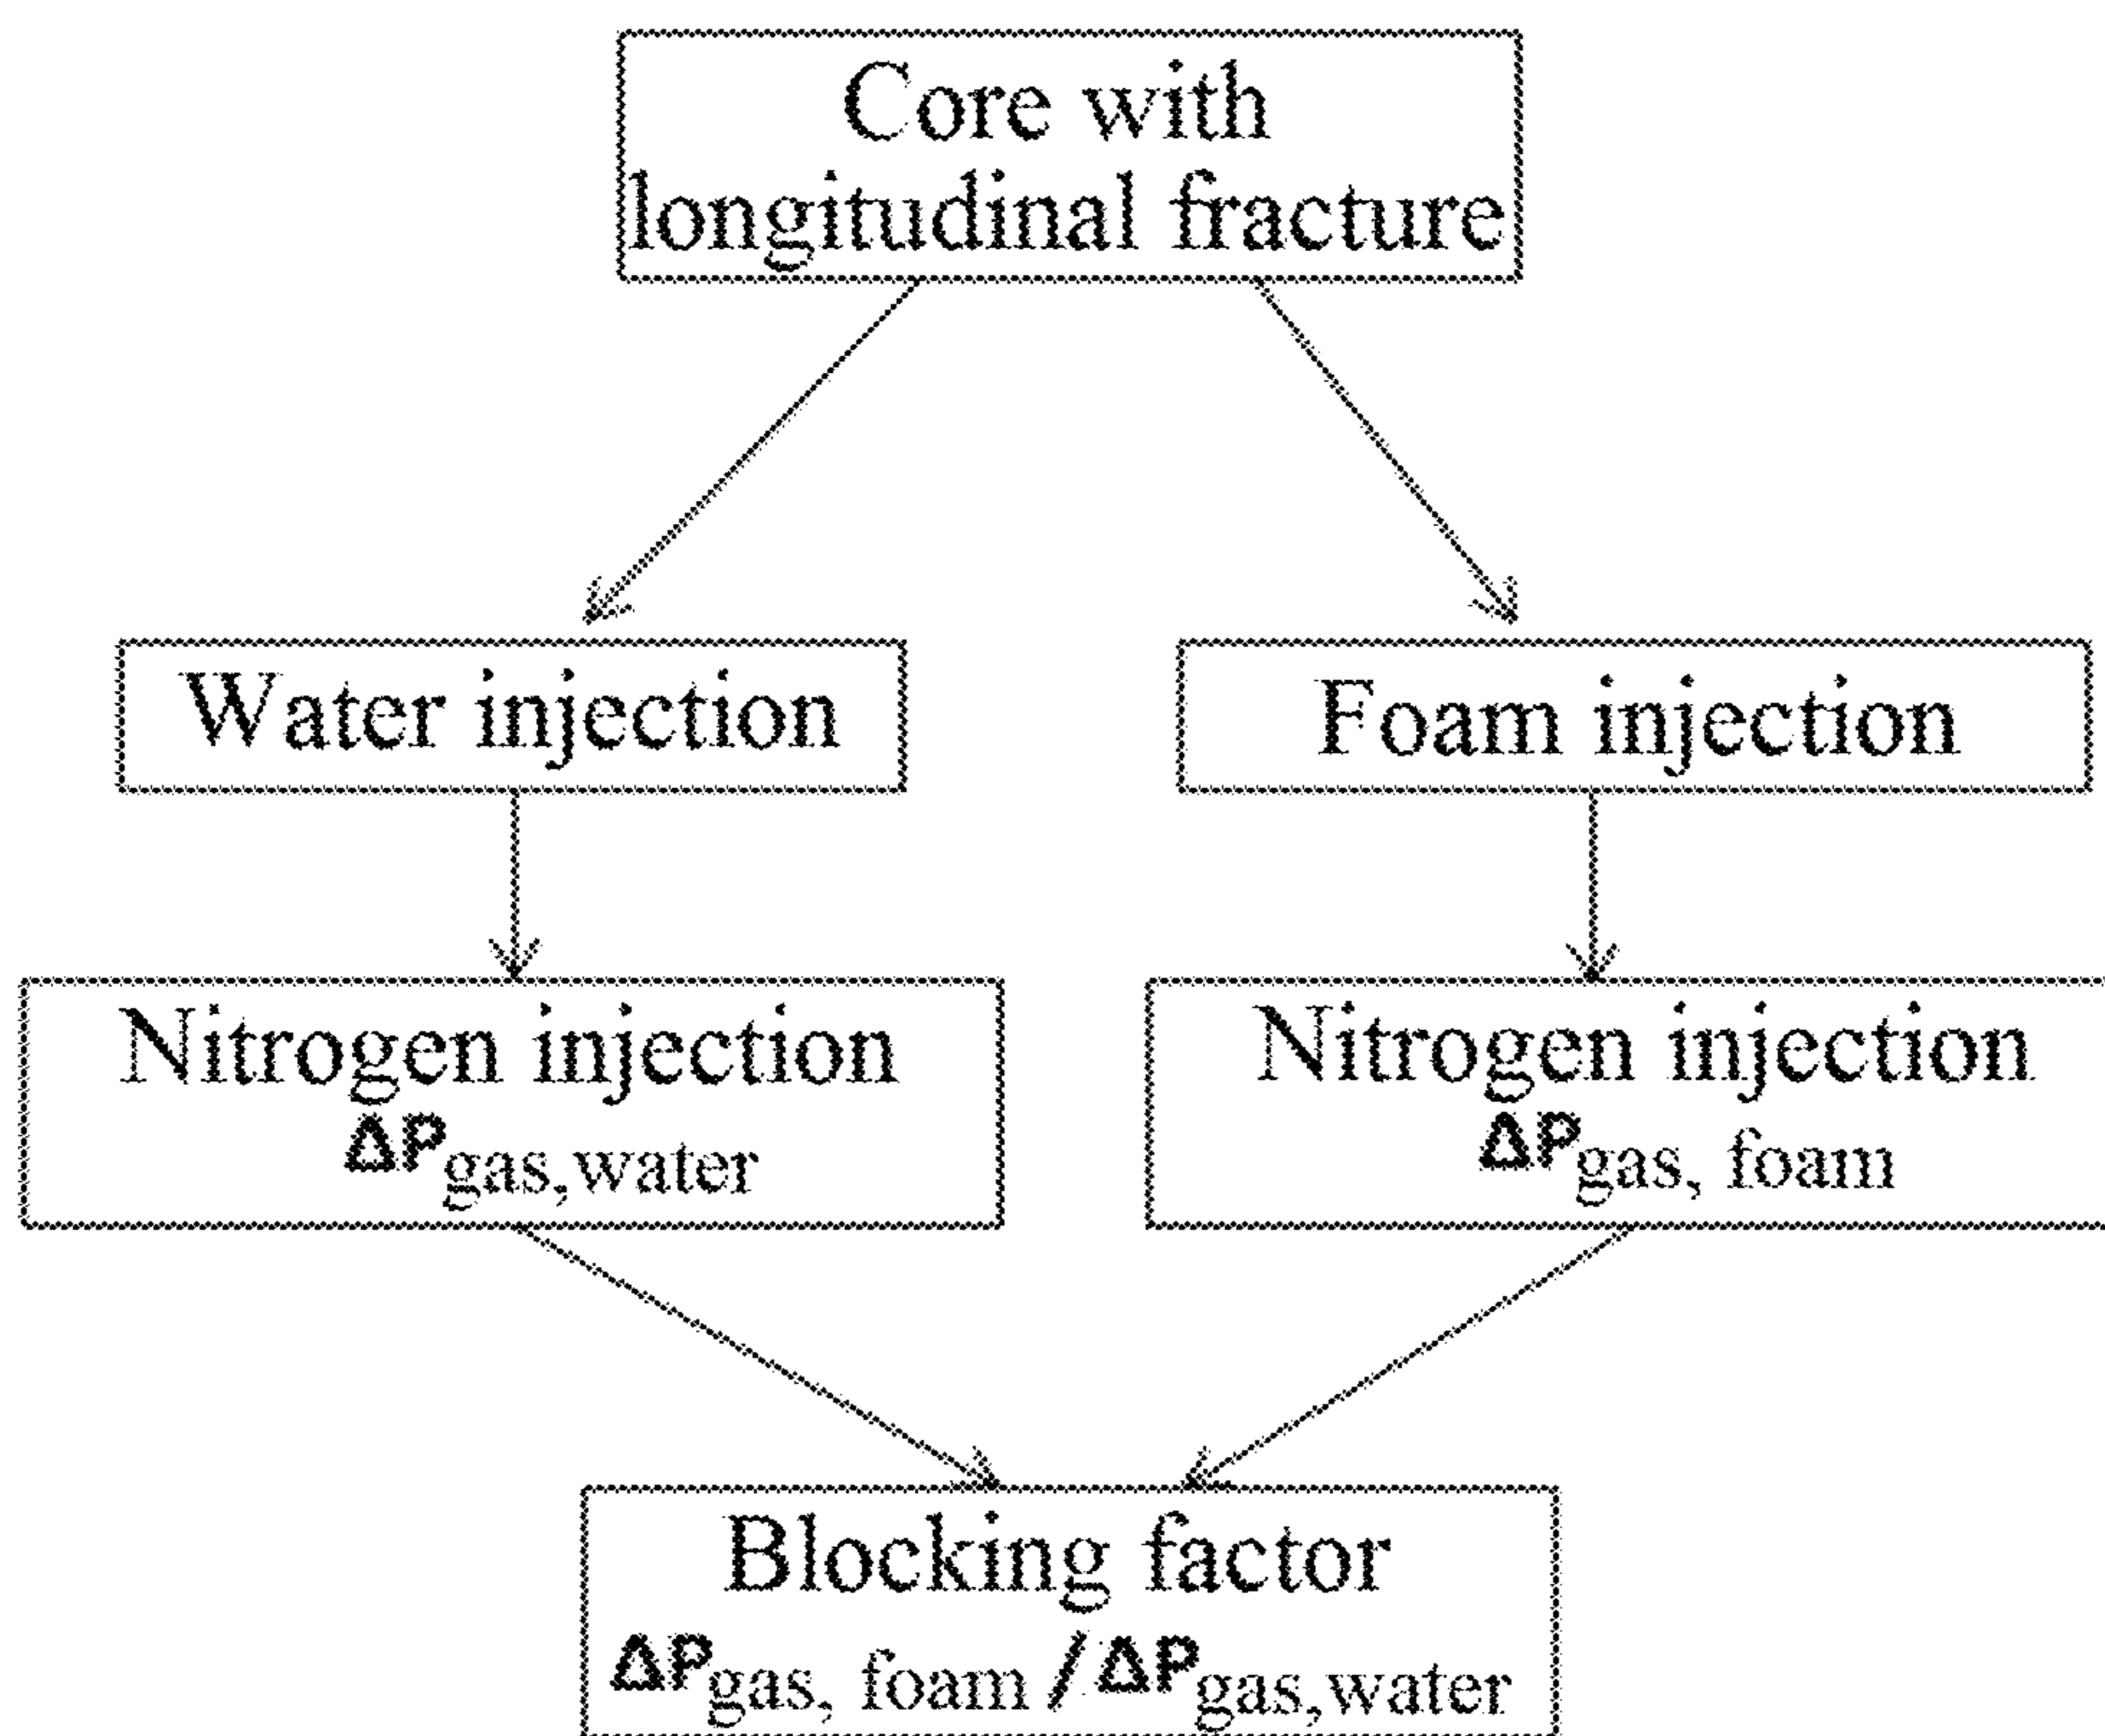 Core with
longitudinal fracture
Water injection
Foam injection
Nitrogen injection
ΔPgas,water
Nitrogen injection
ΔPgas, foam
Blocking factor
ΔPgas, foam /ΔPgas,water